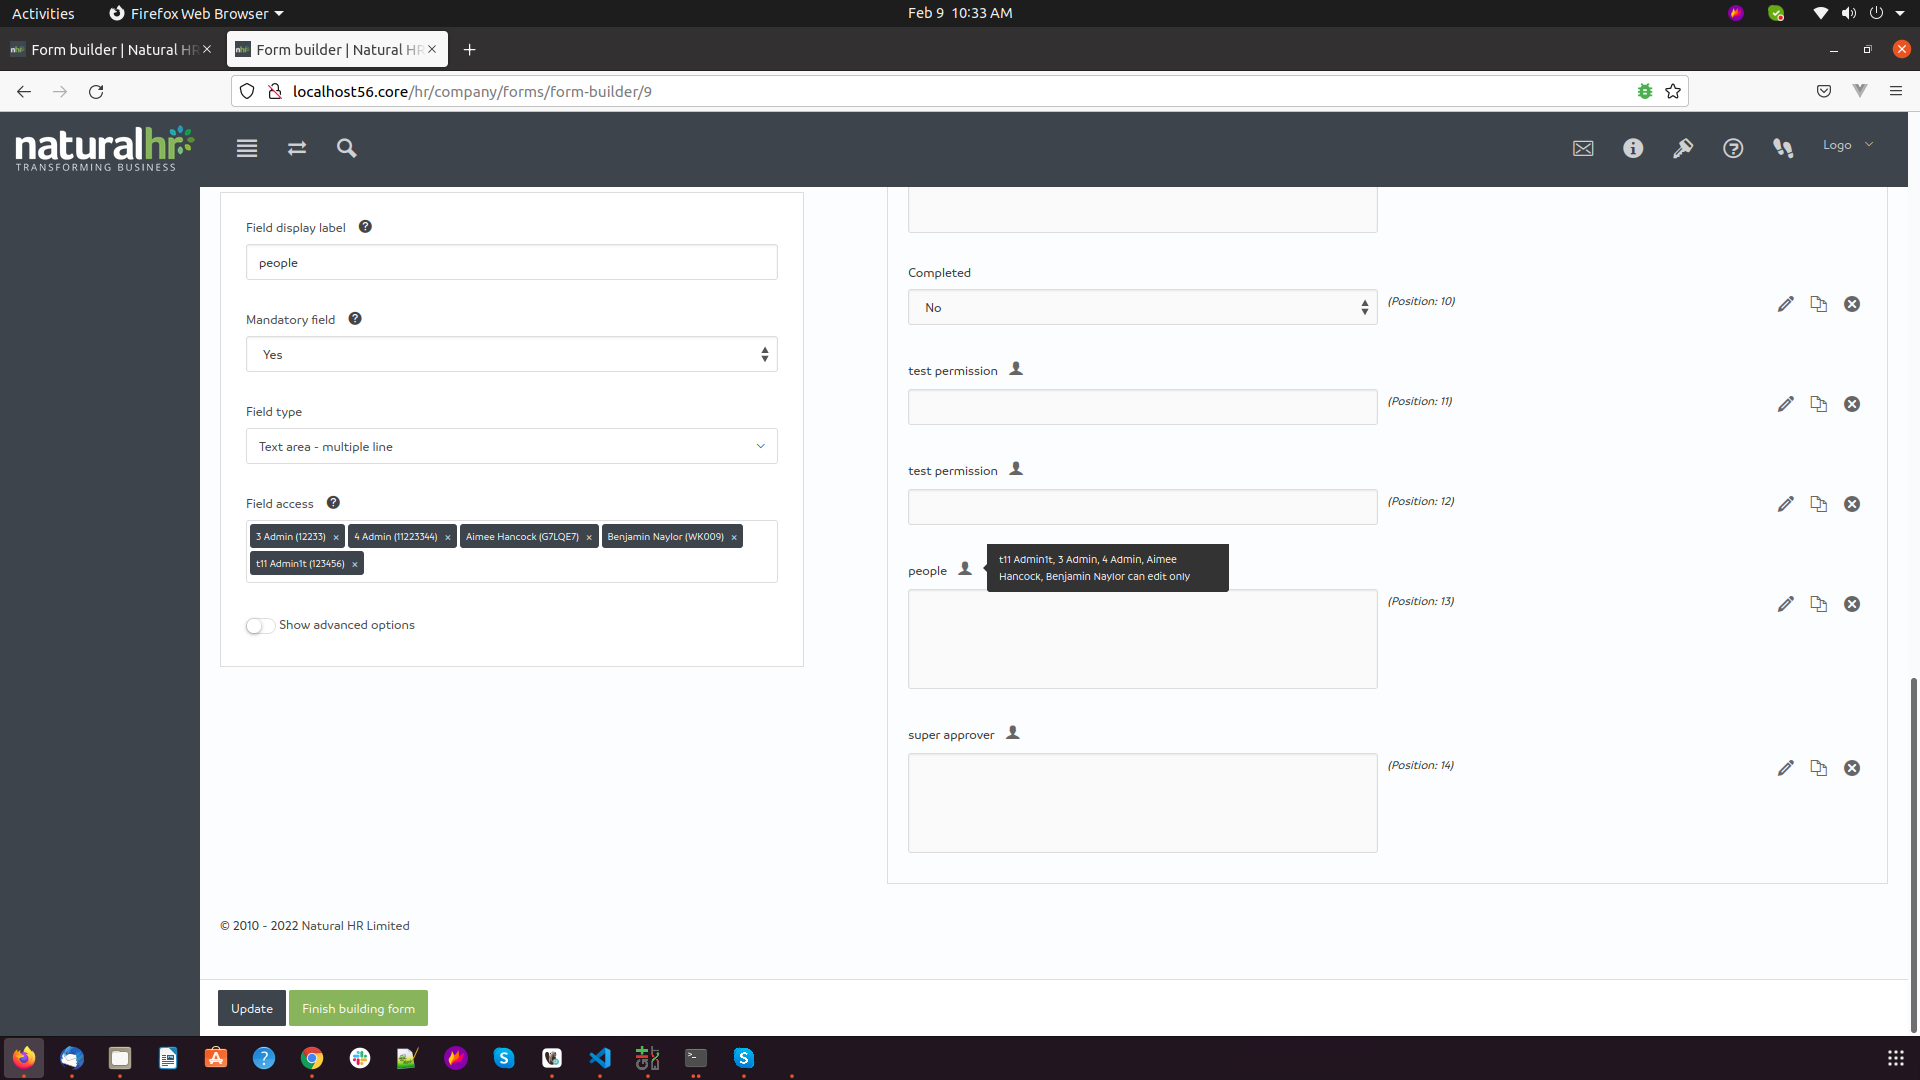 Activities
Firefox Web Browser
Feb 9 10:33 AM
Form builder | Natural HR
Form builder | Natural HR
localhost56.core/hr/company/forms/form-builder/9
naturalhr
TRANSFORMING BUSINESS
Logo
Field display label
people
Mandatory field
Yes
Field type
Text area - multiple line
Field access
3 Admin (12233) × 4 Admin (11223344) × Aimee Hancock (G7LQE7) × Benjamin Naylor (WK009) ×
t11 Admin1t (123456) ×
Show advanced options
Completed
No
(Position: 10)
test permission
(Position: 11)
test permission
(Position: 12)
people
t11 Admin1t, 3 Admin, 4 Admin, Aimee
Hancock, Benjamin Naylor can edit only
(Position: 13)
super approver
(Position: 14)
© 2010 - 2022 Natural HR Limited
Update
Finish building form